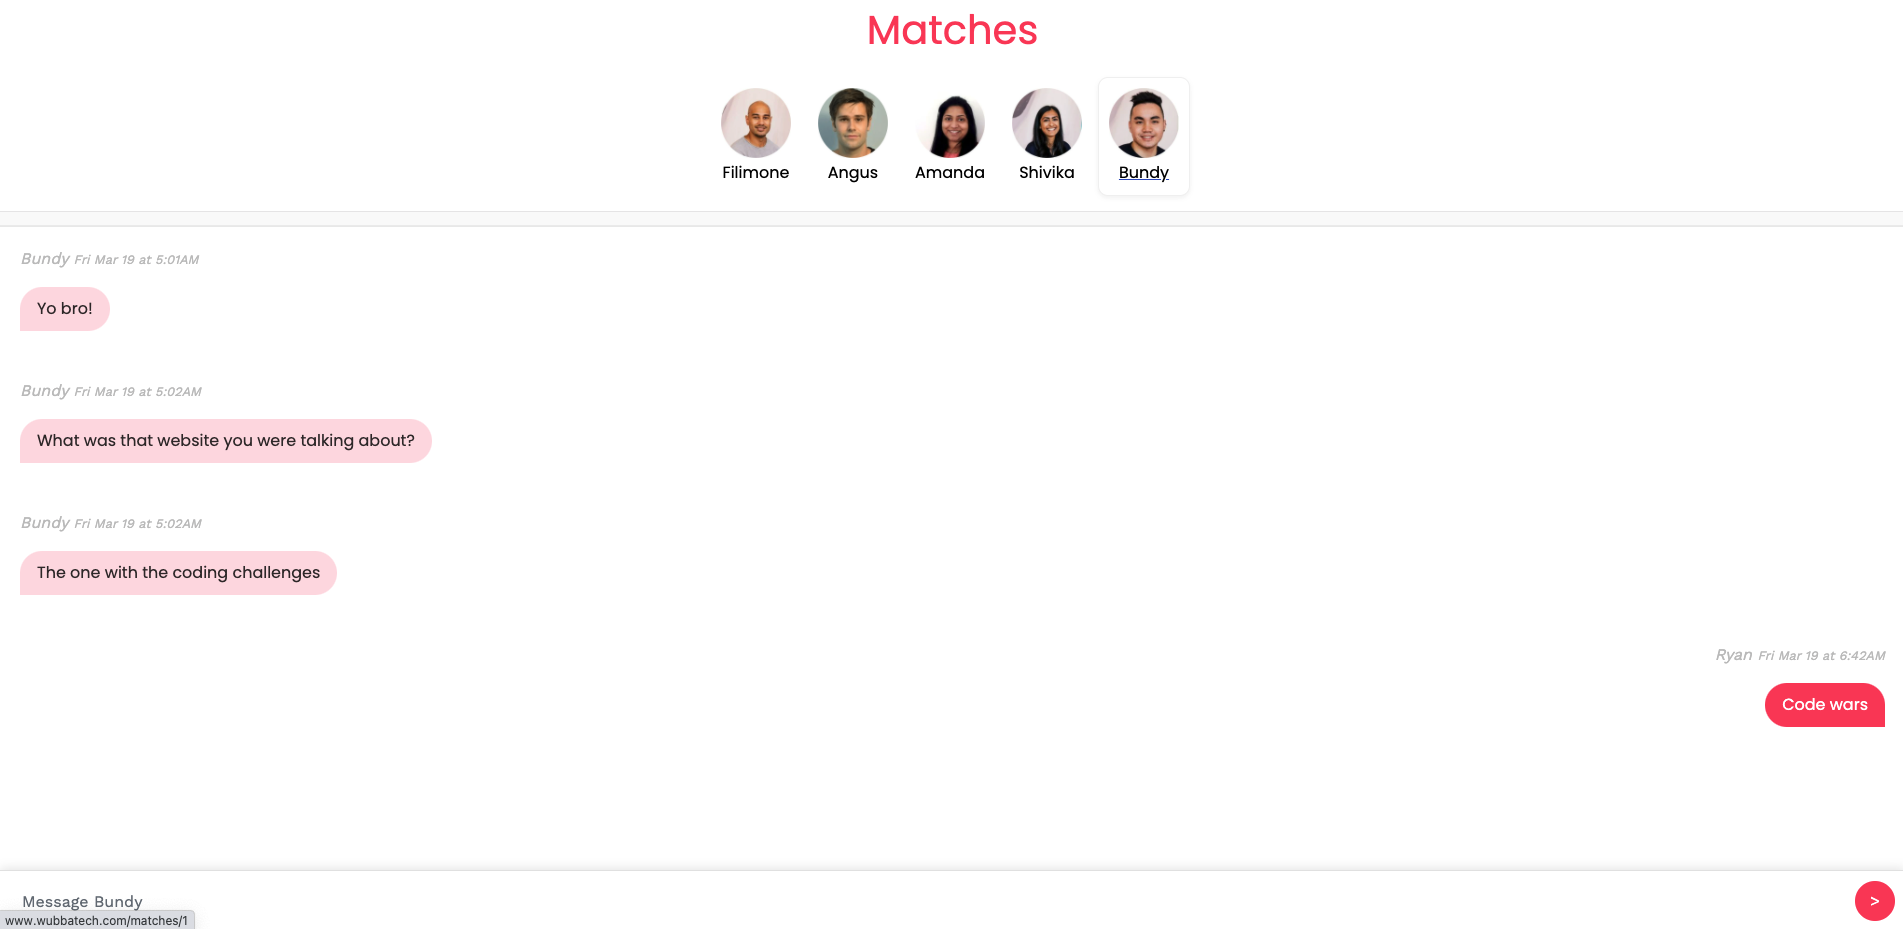 Matches
Filimone Angus Amanda Shivika Bundy
Bundy Fri Mar 19 at 5:01AM
Yo bro!
Bundy Fri Mar 19 at 5:02AM
What was that website you were talking about?
Bundy Fri Mar 19 at 5:02AM
The one with the coding challenges
Ryan Fri Mar 19 at 6:42AM
Code wars
Message Bundy >
www.wubbatech.com/matches/1